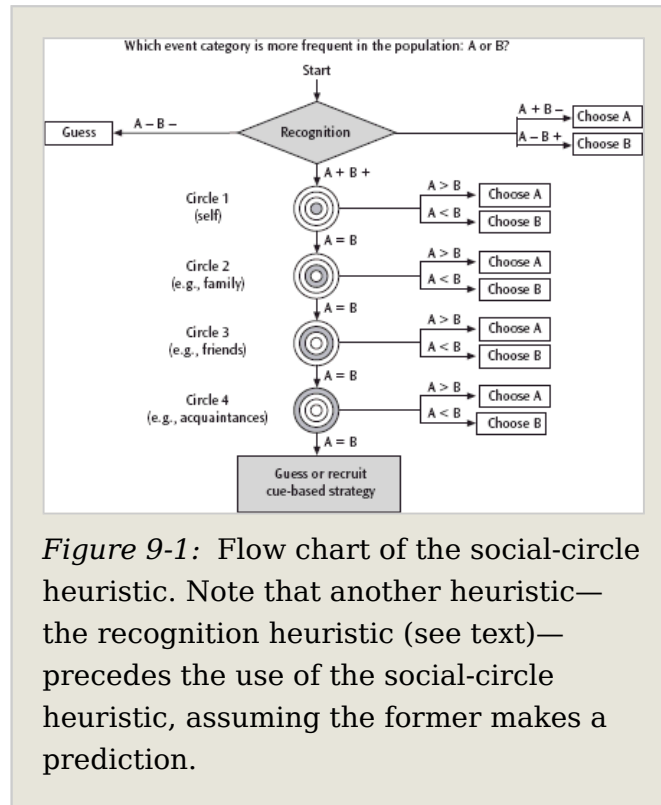 Which event category is more frequent in the population: A or B?
Start
Recognition
A – B –
Guess
A + B –
Choose A
A – B +
Choose B
A + B +
Circle 1
(self)
A > B
Choose A
A < B
Choose B
A = B
Circle 2
(e.g., family)
A > B
Choose A
A < B
Choose B
A = B
Circle 3
(e.g., friends)
A > B
Choose A
A < B
Choose B
A = B
Circle 4
(e.g., acquaintances)
A > B
Choose A
A < B
Choose B
A = B
Guess or recruit
cue-based strategy
Figure 9-1: Flow chart of the social-circle
heuristic. Note that another heuristic—
the recognition heuristic (see text)—
precedes the use of the social-circle
heuristic, assuming the former makes a
prediction.